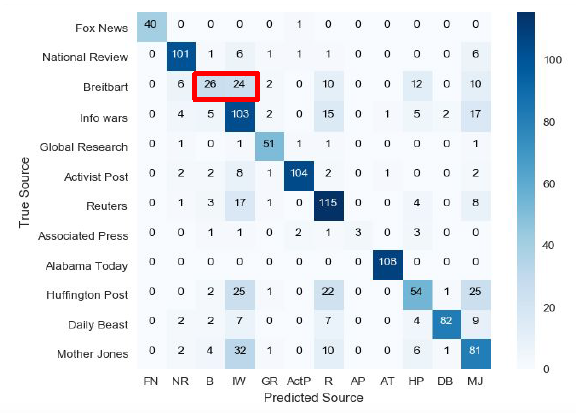 Fox News 40 0 0 0 0 1 0 0 0 0 0 0
National Review 0 101 1 6 1 1 1 0 0 0 0 6
100
Breitbart 0 6 26 24 2 0 10 0 0 12 0 10
Info wars 0 4 5 103 2 0 15 0 1 5 2 17
80
Global Research 0 1 0 1 51 1 1 0 0 0 0 1
Activist Post 0 2 2 8 1 104 2 0 1 0 0 2
60
Reuters 0 1 3 17 1 0 115 0 0 4 0 8
Associated Press 0 0 1 1 0 2 1 3 0 3 0 0
40
Alabama Today 0 0 0 0 0 0 0 0 108 0 0 0
Huffington Post 0 0 2 25 1 0 22 0 0 54 1 25
20
Daily Beast 0 2 2 7 0 0 7 0 0 4 82 9
Mother Jones 0 2 4 32 1 0 10 0 0 6 1 81
0
FN NR B IW GR ActP R AP AT HP DB MJ
Predicted Source
True Source